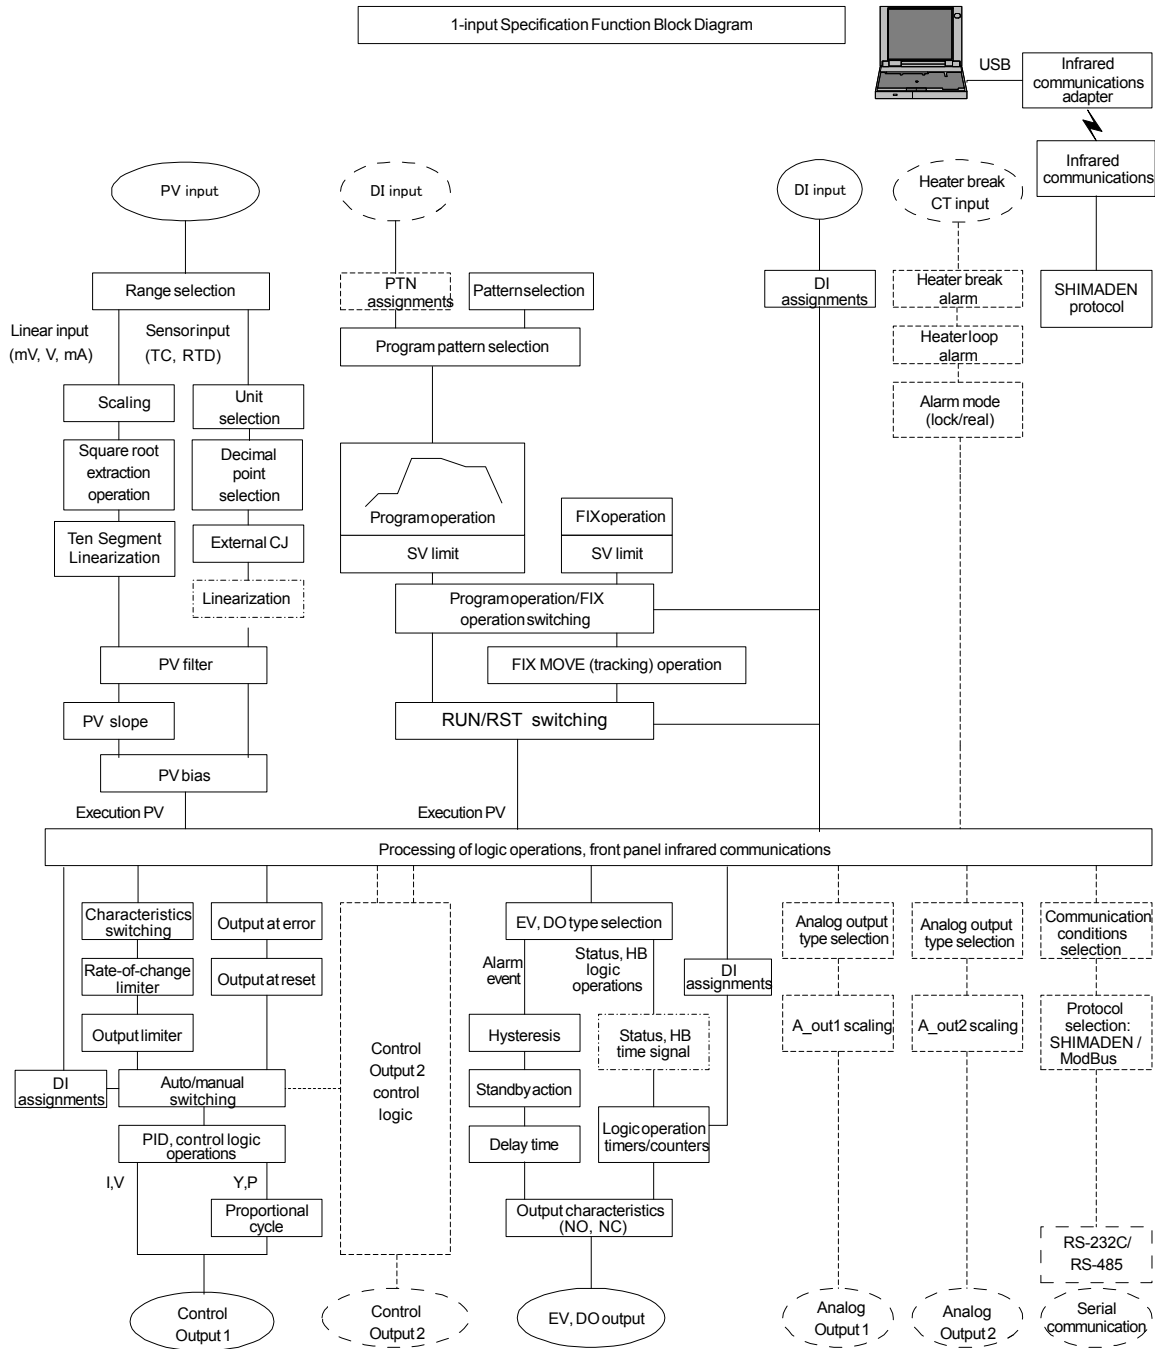 1-input Specification Function Block Diagram
USB
Infrared
communications
adapter
Infrared
communications
SHIMADEN
protocol
PV input
DI input
DI input
Heater break
CT input
Range selection
PTN
assignments
Pattern selection
DI
assignments
Heater break
alarm
Linear input
(mV, V, mA)
Sensor input
(TC, RTD)
Program pattern selection
Heater loop
alarm
Scaling
Unit
selection
Alarm mode
(lock/real)
Square root
extraction
operation
Decimal
point
selection
Program operation
SV limit
FIX operation
SV limit
Ten Segment
Linearization
External CJ
Linearization
Program operation/FIX
operation switching
PV filter
FIX MOVE (tracking) operation
PV slope
RUN/RST switching
PV bias
Execution PV
Execution PV
Processing of logic operations, front panel infrared communications
Characteristics
switching
Output at error
EV, DO type selection
Analog output
type selection
Analog output
type selection
Communication
conditions
selection
Rate-of-change
limiter
Output at reset
Alarm
event
Status, HB
logic
operations
DI
assignments
Output limiter
Control
Output 2
control
logic
Hysteresis
Status, HB
time signal
A_out1 scaling
A_out2 scaling
Protocol
selection:
SHIMADEN /
ModBus
DI
assignments
Auto/manual
switching
Standby action
PID, control logic
operations
Delay time
Logic operation
timers/counters
I,V
Y,P
Proportional
cycle
Output characteristics
(NO, NC)
RS-232C/
RS-485
Control
Output 1
Control
Output 2
EV, DO output
Analog
Output 1
Analog
Output 2
Serial
communication